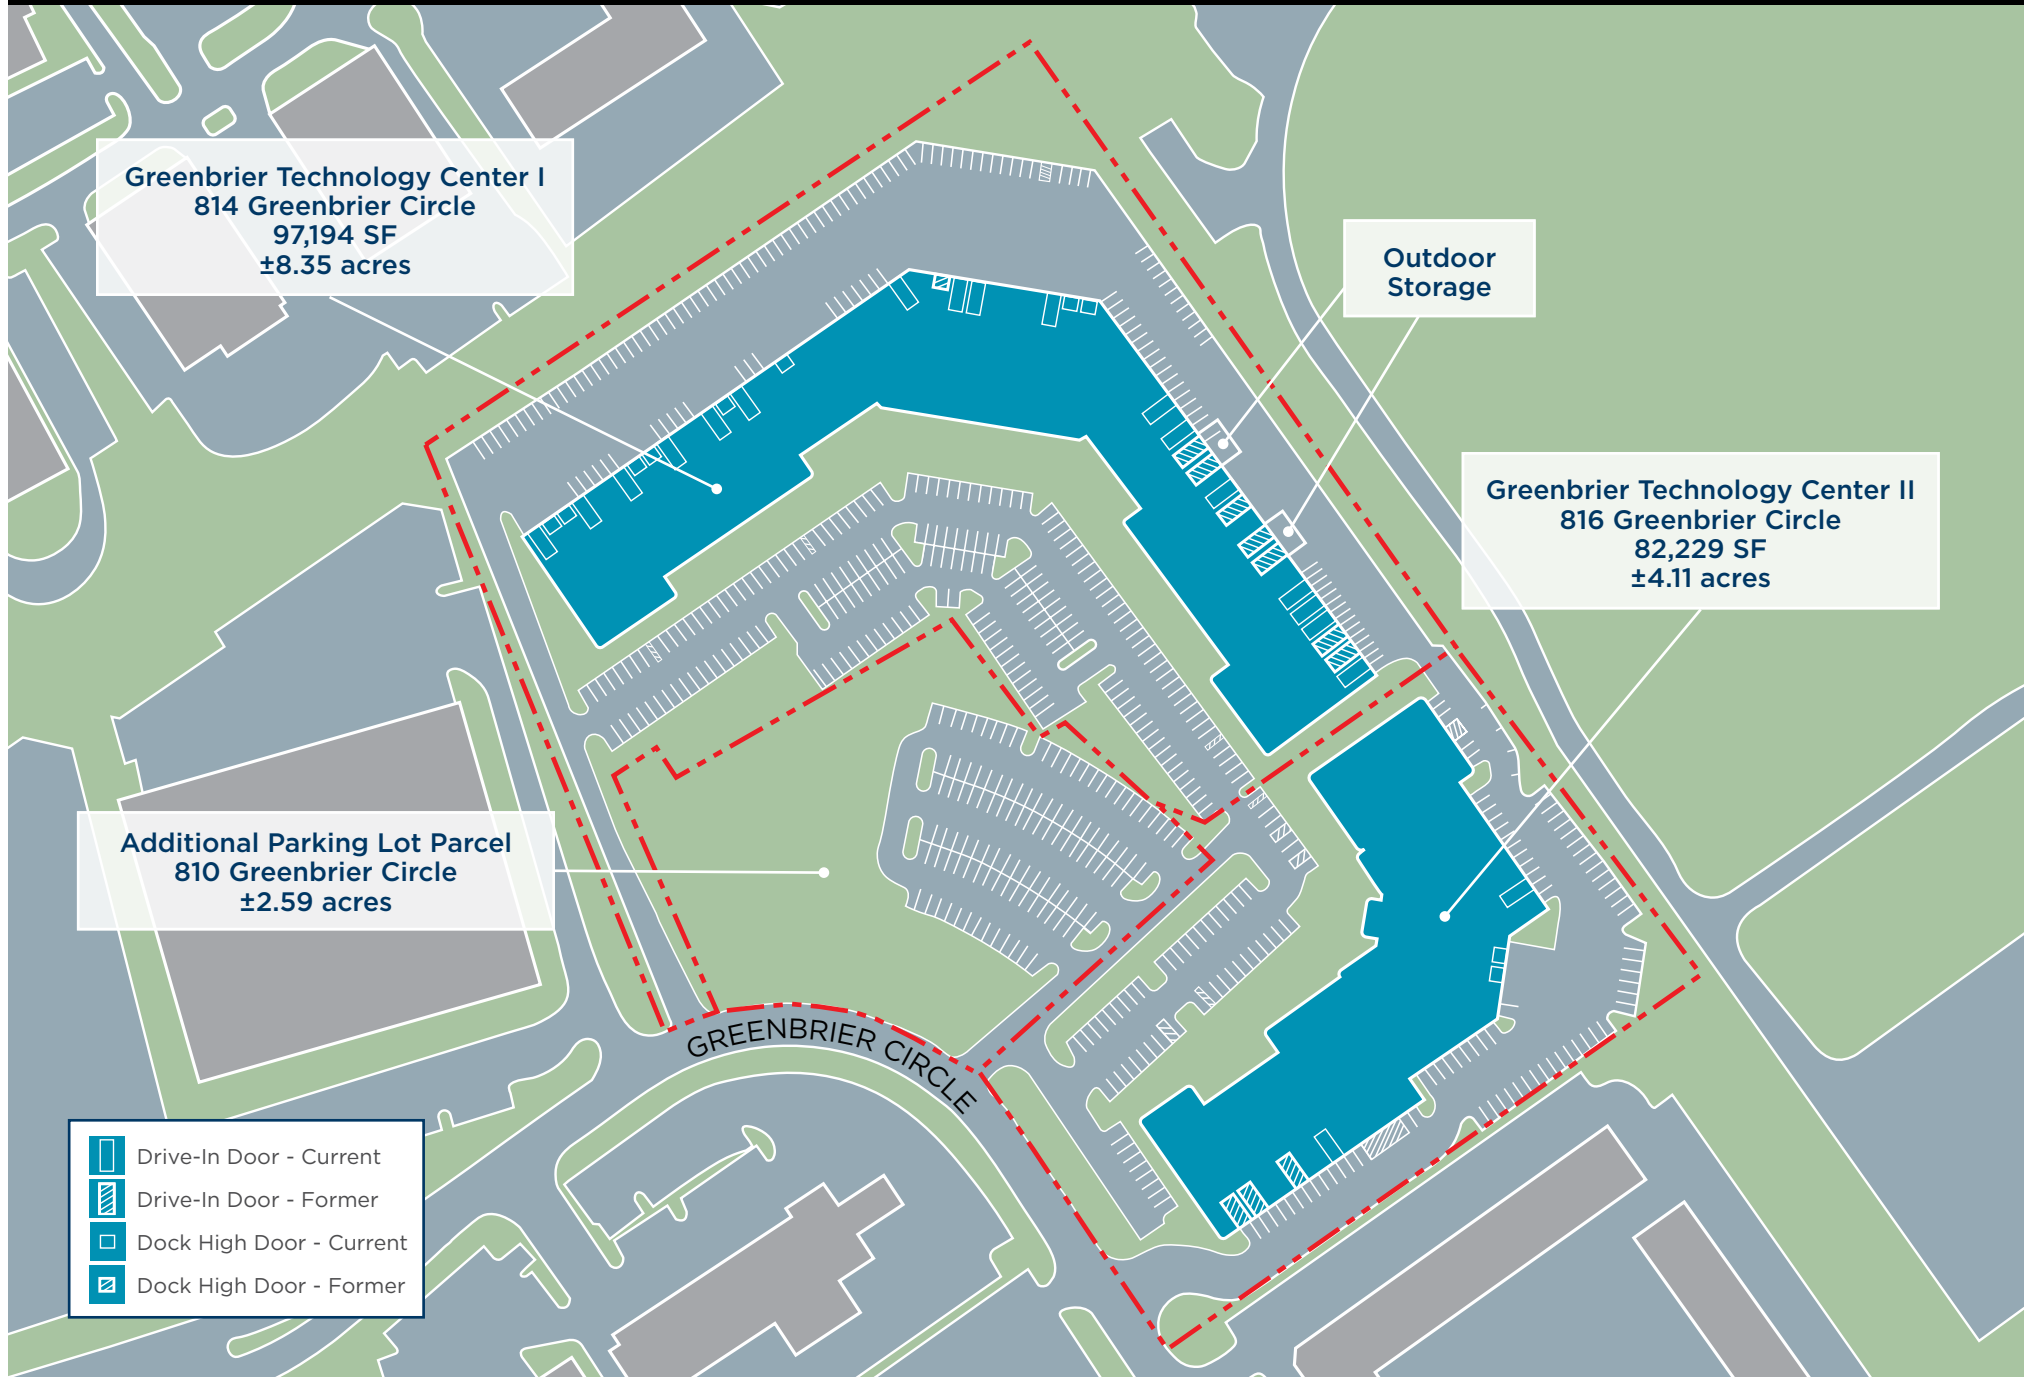 Greenbrier Technology Center I
814 Greenbrier Circle
97,194 SF
±8.35 acres
Outdoor
Storage
Greenbrier Technology Center II
816 Greenbrier Circle
82,229 SF
±4.11 acres
Additional Parking Lot Parcel
810 Greenbrier Circle
±2.59 acres
GREENBRIER CIRCLE
Drive-In Door - Current
Drive-In Door - Former
Dock High Door - Current
Dock High Door - Former